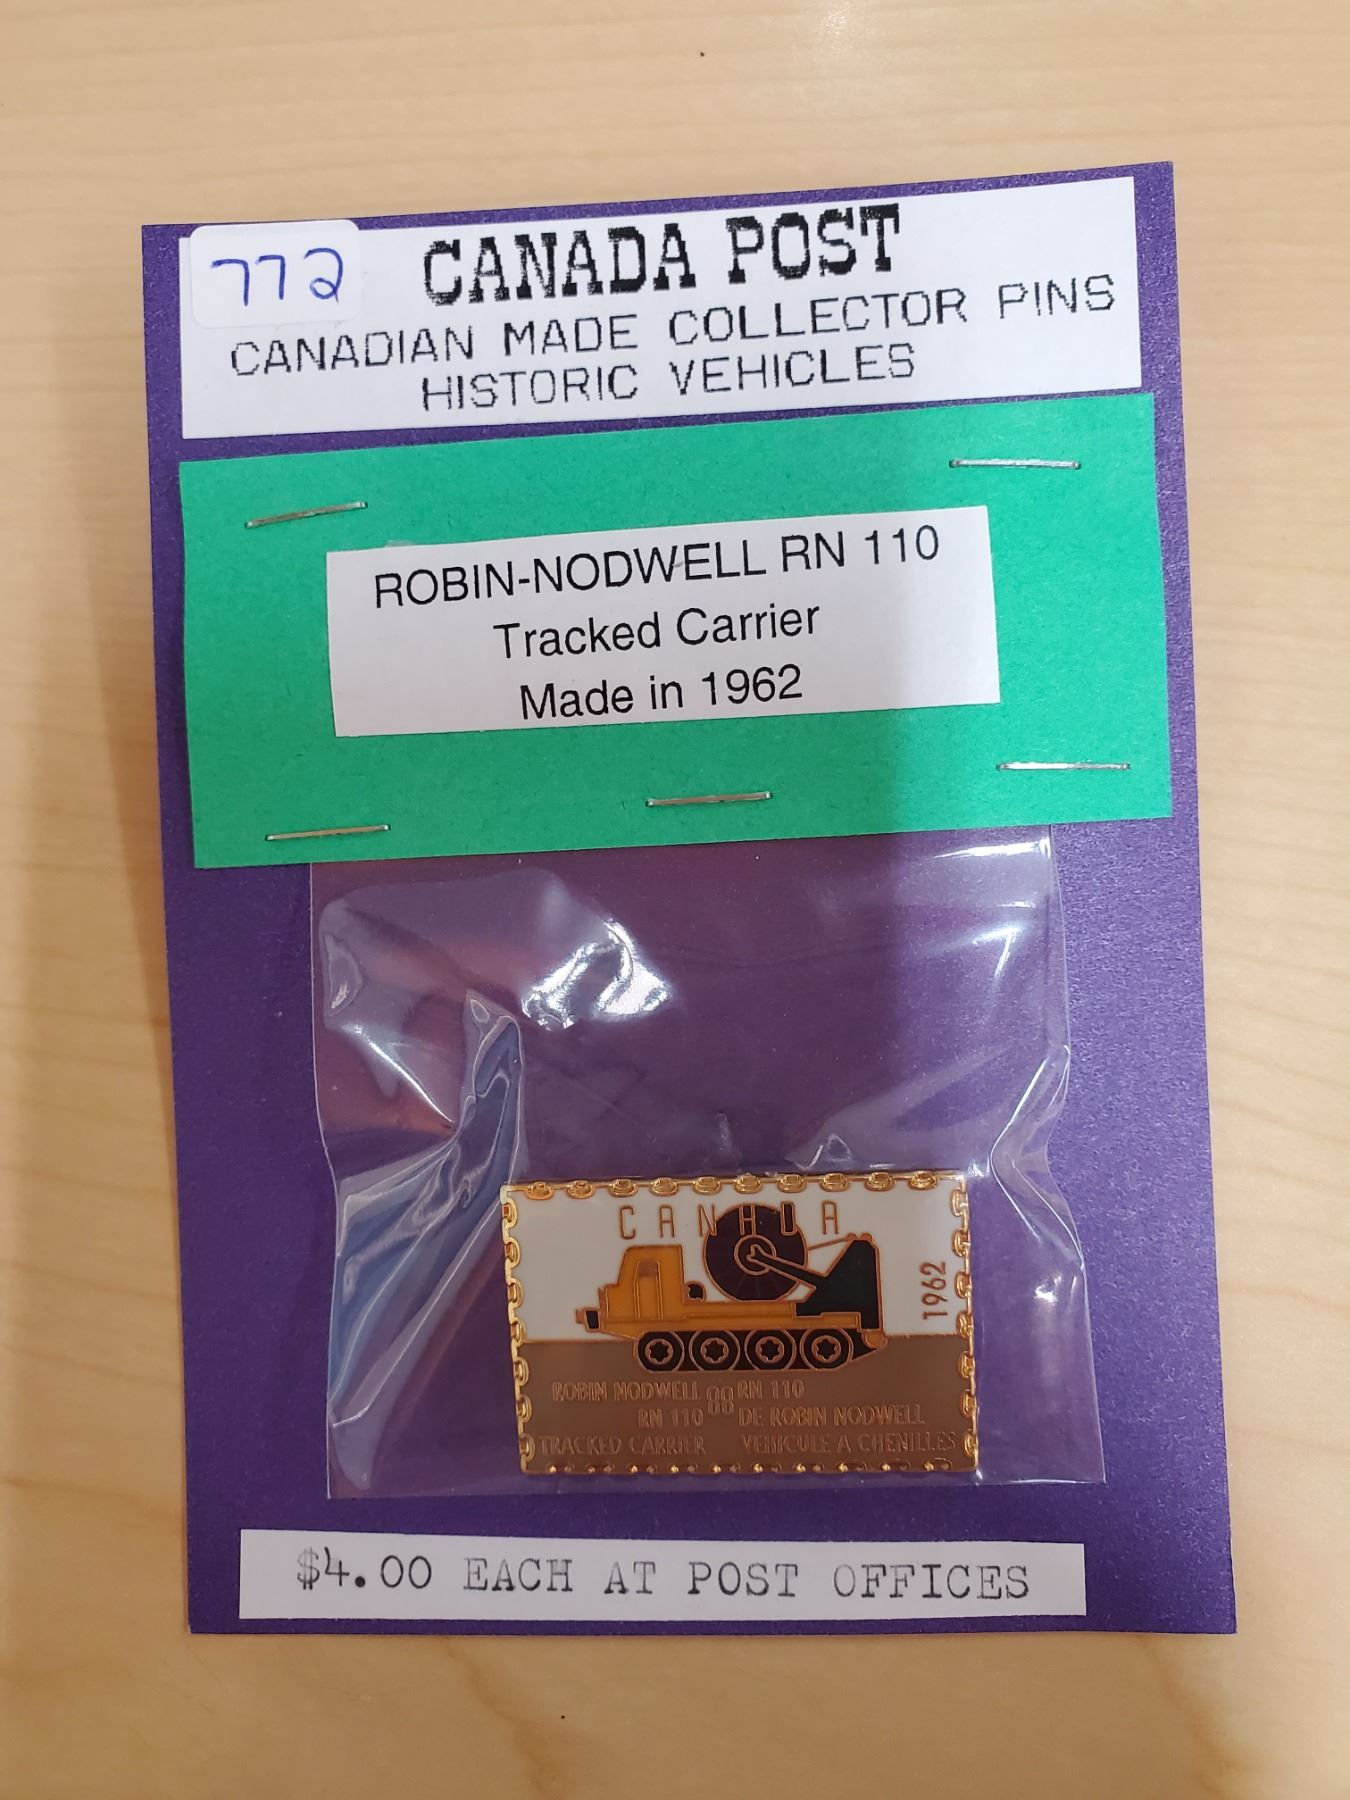 772
CANADA POST
CANADIAN MADE COLLECTOR PINS
HISTORIC VEHICLES
ROBIN-NODWELL RN 110
Tracked Carrier
Made in 1962
CANADA
1962
ROBIN NODWELL RN 110
RN 110 DE ROBIN NODWELL
TRACKED CARRIER VEHICULE A CHENILLES
$4.00 EACH AT POST OFFICES